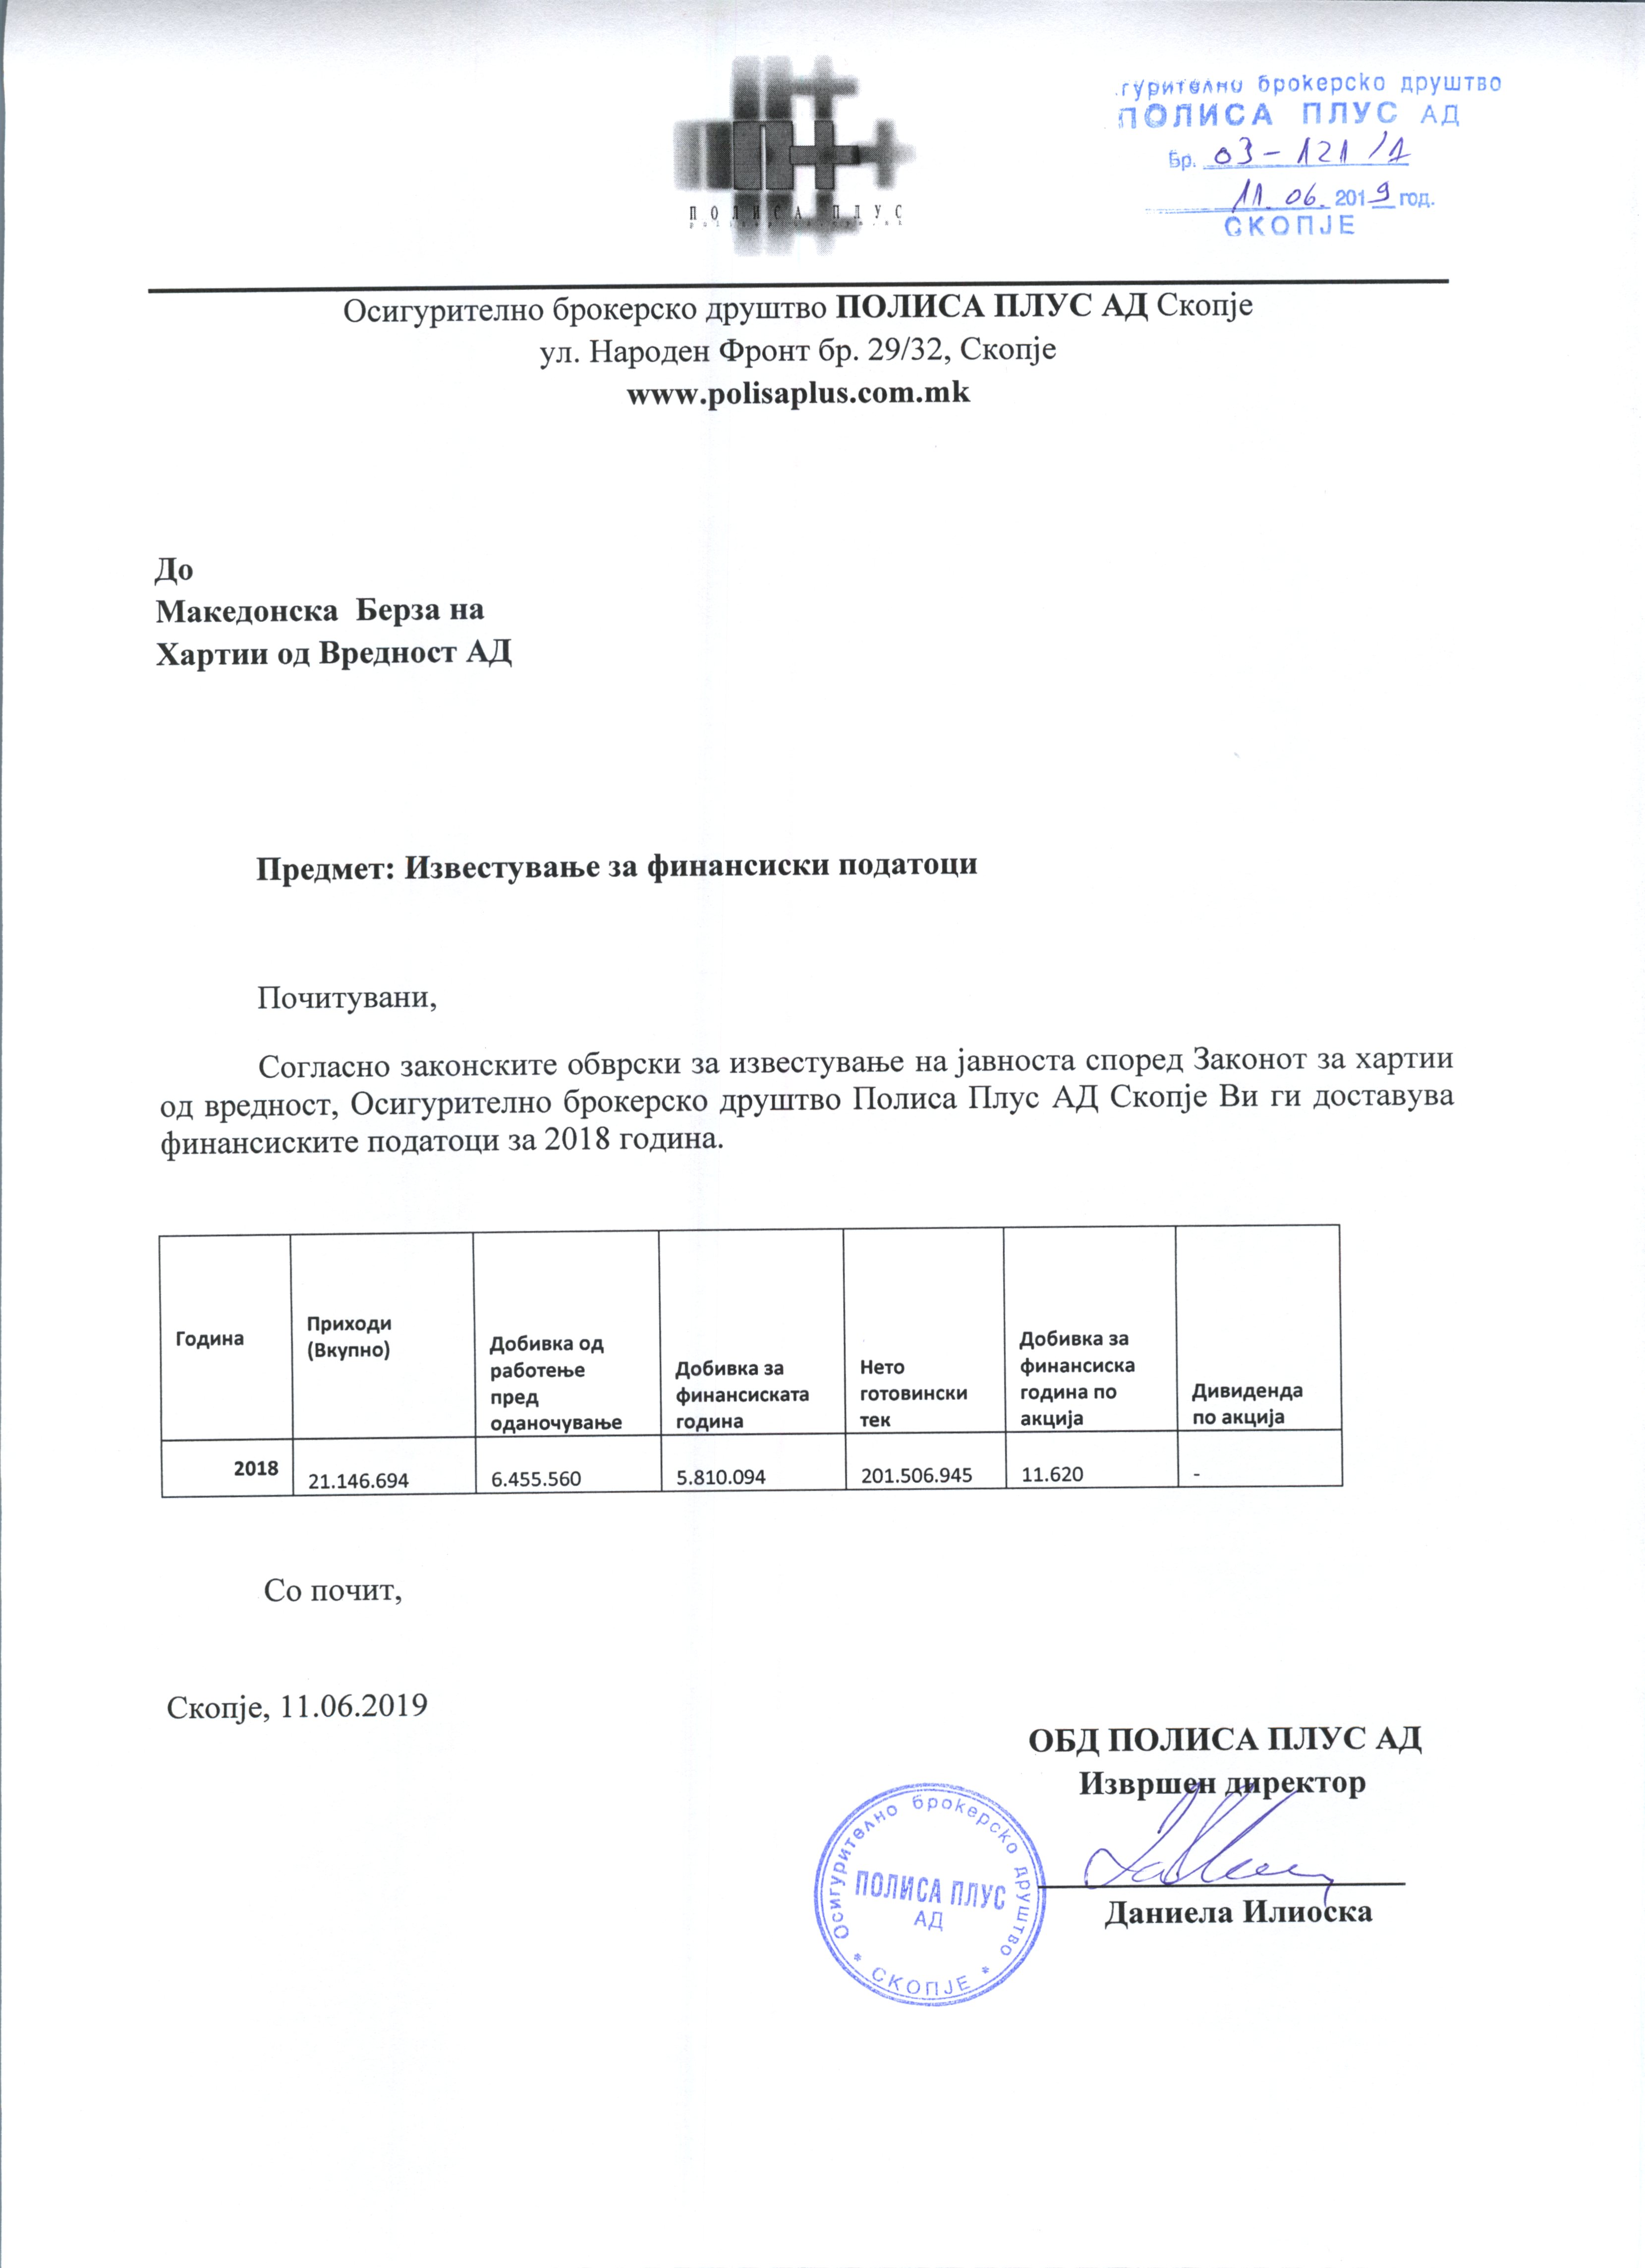 ПОЛИСА ПЛУС
брокерско друштво
ПОЛИСА ПЛУС АД
Бр. 03-121/1
11.06.2019 год.
СКОПЈЕ
Осигурително брокерско друштво ПОЛИСА ПЛУС АД Скопје
ул. Народен Фронт бр. 29/32, Скопје
www.polisaplus.com.mk
До
Македонска Берза на
Хартии од Вредност АД
Предмет: Известување за финансиски податоци
Почитувани,
Согласно законските обврски за известување на јавноста според Законот за хартии
од вредност, Осигурително брокерско друштво Полиса Плус АД Скопје Ви ги доставува
финансиските податоци за 2018 година.
Година
Приходи
(Вкупно)
Добивка од
работење
пред
оданочување
Добивка за
финансиската
година
Нето
готовински
тек
Добивка за
финансиска
година по
акција
Дивиденда
по акција
2018 21.146.694 6.455.560 5.810.094 201.506.945 11.620 -
Со почит,
Скопје, 11.06.2019
ОБД ПОЛИСА ПЛУС АД
Извршен директор
Даниела Илиоска
Осигурително брокерско друштво
ПОЛИСА ПЛУС
АД
* СКОПЈЕ *